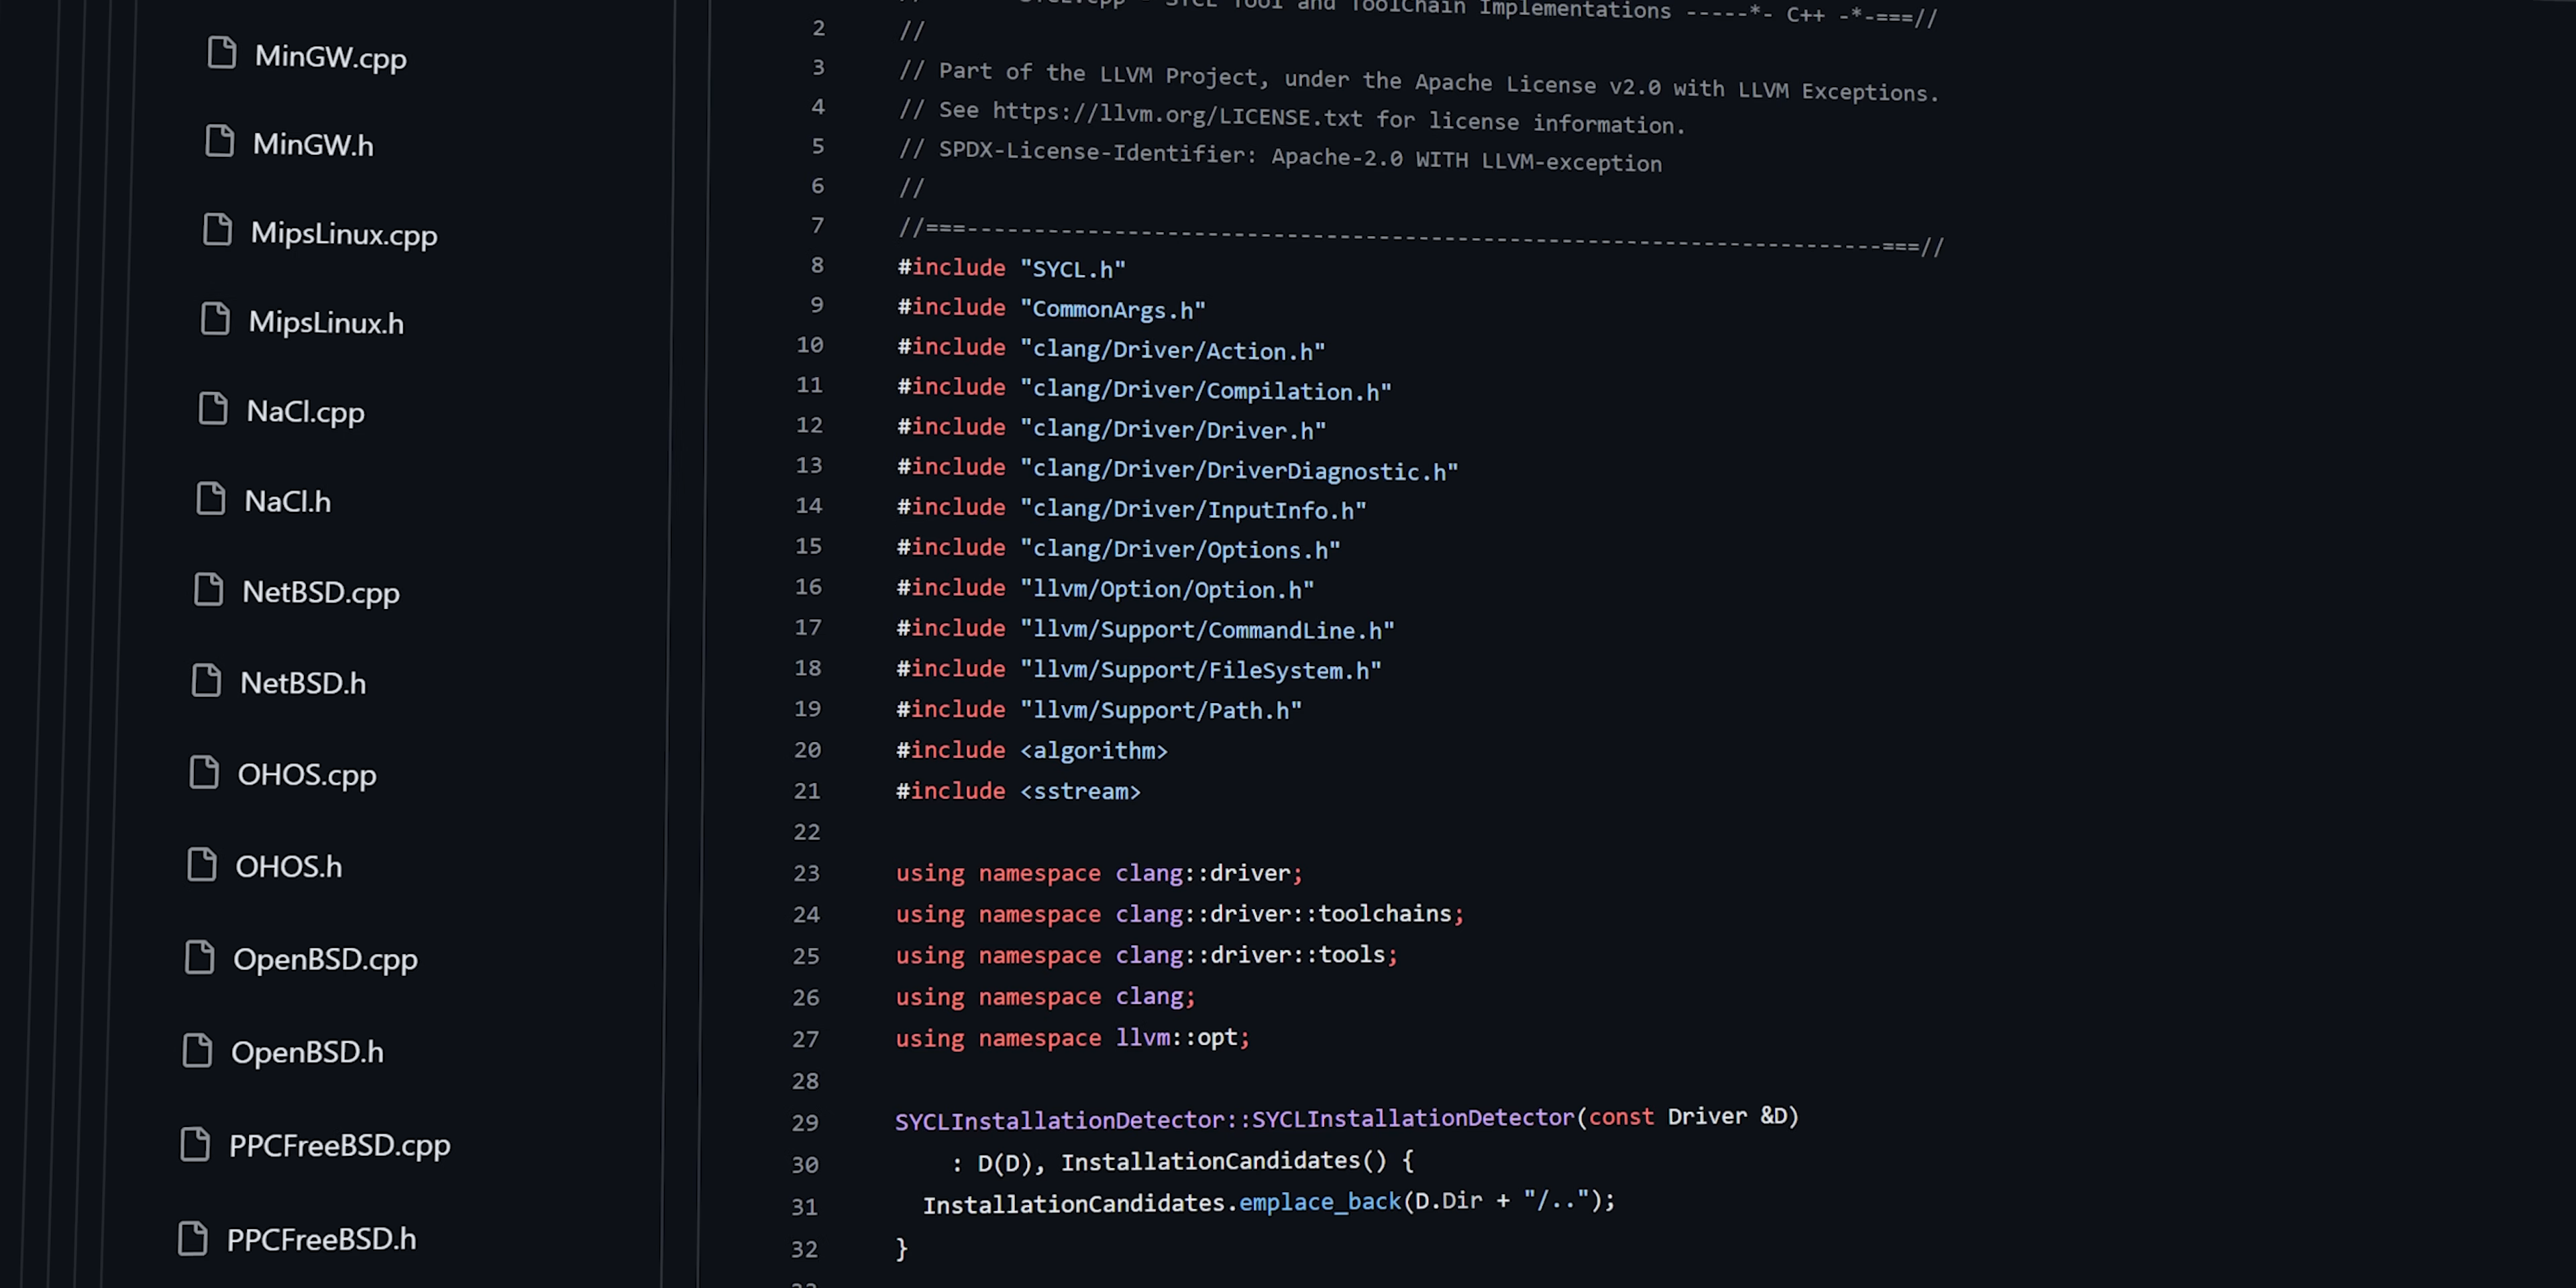 MinGW.cpp
MinGW.h
MipsLinux.cpp
MipsLinux.h
NaCl.cpp
NaCl.h
NetBSD.cpp
NetBSD.h
OHOS.cpp
OHOS.h
OpenBSD.cpp
OpenBSD.h
PPCFreeBSD.cpp
PPCFreeBSD.h
SYCL Tool and ToolChain Implementations -----*- C++ -*-===//
2 //
3 // Part of the LLVM Project, under the Apache License v2.0 with LLVM Exceptions.
4 // See https://llvm.org/LICENSE.txt for license information.
5 // SPDX-License-Identifier: Apache-2.0 WITH LLVM-exception
6 //
7 //===--------------------------------------------------------------------===//
8 #include "SYCL.h"
9 #include "CommonArgs.h"
10 #include "clang/Driver/Action.h"
11 #include "clang/Driver/Compilation.h"
12 #include "clang/Driver/Driver.h"
13 #include "clang/Driver/DriverDiagnostic.h"
14 #include "clang/Driver/InputInfo.h"
15 #include "clang/Driver/Options.h"
16 #include "llvm/Option/Option.h"
17 #include "llvm/Support/CommandLine.h"
18 #include "llvm/Support/FileSystem.h"
19 #include "llvm/Support/Path.h"
20 #include <algorithm>
21 #include <sstream>
22
23 using namespace clang::driver;
24 using namespace clang::driver::toolchains;
25 using namespace clang::driver::tools;
26 using namespace clang;
27 using namespace llvm::opt;
28
29 SYCLInstallationDetector::SYCLInstallationDetector(const Driver &D)
30     : D(D), InstallationCandidates() {
31   InstallationCandidates.emplace_back(D.Dir + "/..");
32 }